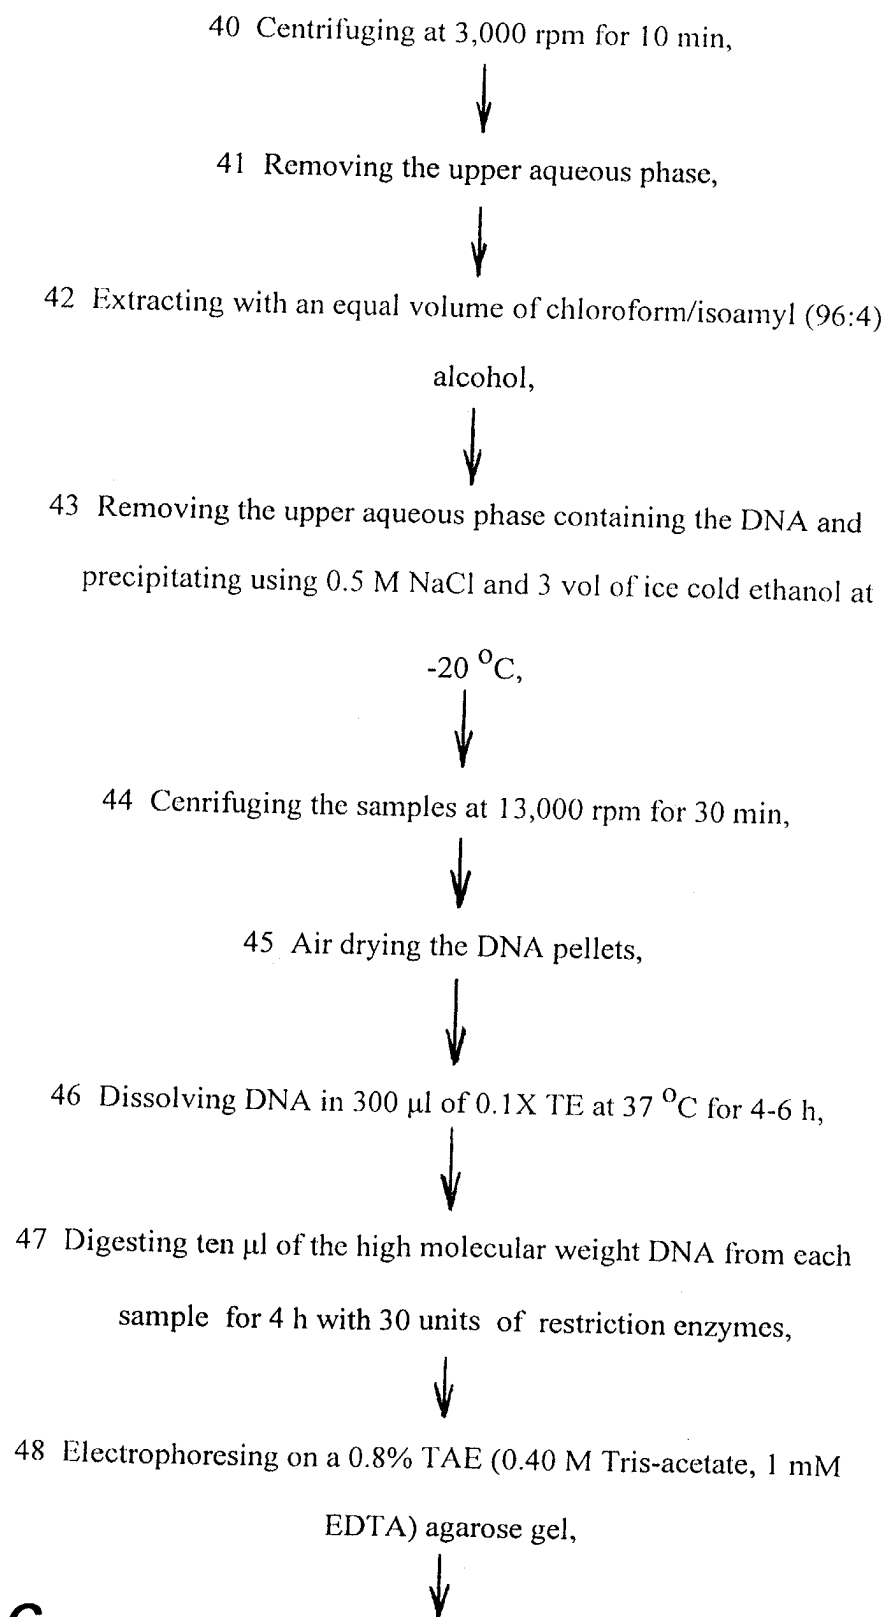 40 Centrifuging at 3,000 rpm for 10 min,
41 Removing the upper aqueous phase,
42 Extracting with an equal volume of chloroform/isoamyl (96:4)
alcohol,
43 Removing the upper aqueous phase containing the DNA and
precipitating using 0.5 M NaCl and 3 vol of ice cold ethanol at
-20 °C,
44 Cenrifuging the samples at 13,000 rpm for 30 min,
45 Air drying the DNA pellets,
46 Dissolving DNA in 300 µl of 0.1X TE at 37 °C for 4-6 h,
47 Digesting ten µl of the high molecular weight DNA from each
sample for 4 h with 30 units of restriction enzymes,
48 Electrophoresing on a 0.8% TAE (0.40 M Tris-acetate, 1 mM
EDTA) agarose gel,